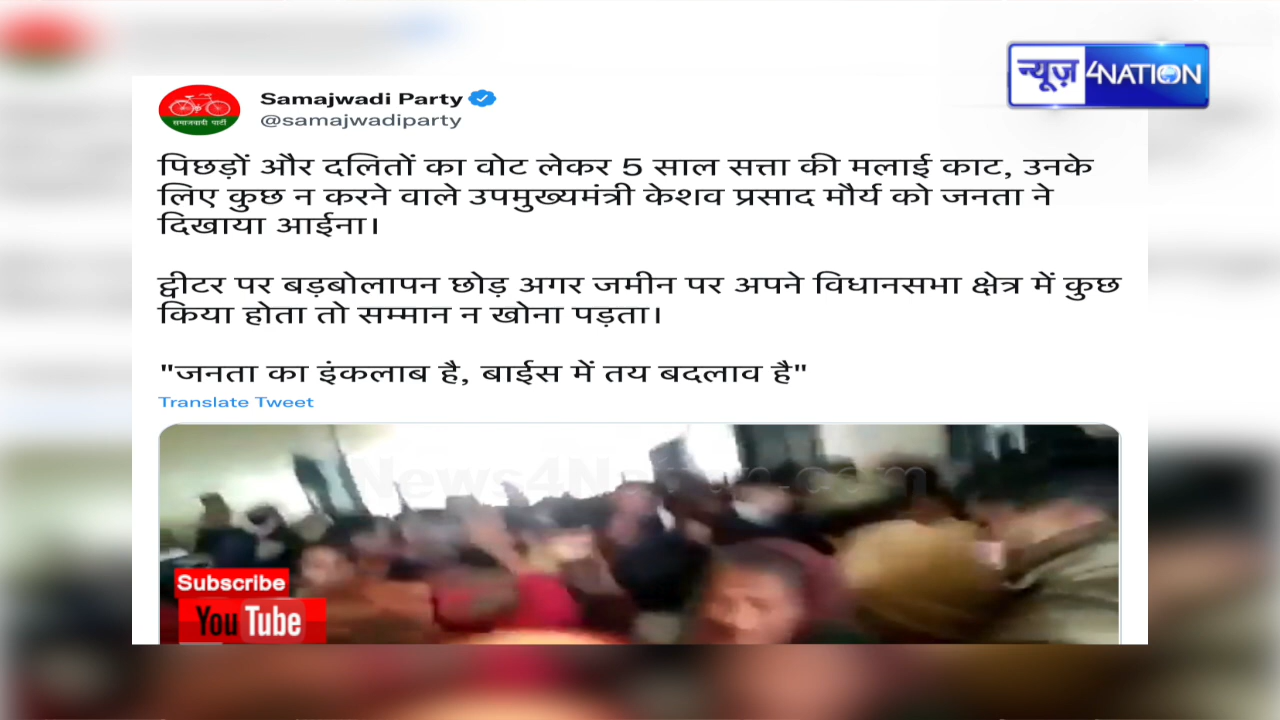 न्यूज़ 4NATION
Samajwadi Party
समाजवादी पार्टी
@samajwadiparty
पिछड़ों और दलितों का वोट लेकर 5 साल सत्ता की मलाई काट, उनके
लिए कुछ न करने वाले उपमुख्यमंत्री केशव प्रसाद मौर्य को जनता ने
दिखाया आईना।
ट्वीटर पर बड़बोलापन छोड़ अगर जमीन पर अपने विधानसभा क्षेत्र में कुछ
किया होता तो सम्मान न खोना पड़ता।
"जनता का इंकलाब है, बाईस में तय बदलाव है"
Translate Tweet
News4Nation.com
Subscribe
YouTube